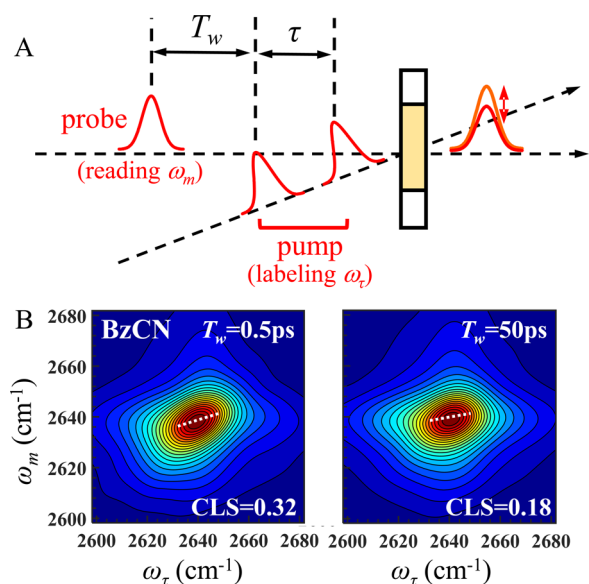 A
T_w
τ
probe
(reading ω_m)
pump
(labeling ω_τ)
B
BzCN
T_w=0.5ps
T_w=50ps
2680
2660
2640
2620
2600
ω_m (cm⁻¹)
CLS=0.32
CLS=0.18
2600 2620 2640 2660 2680
2600 2620 2640 2660 2680
ω_τ (cm⁻¹)
ω_τ (cm⁻¹)